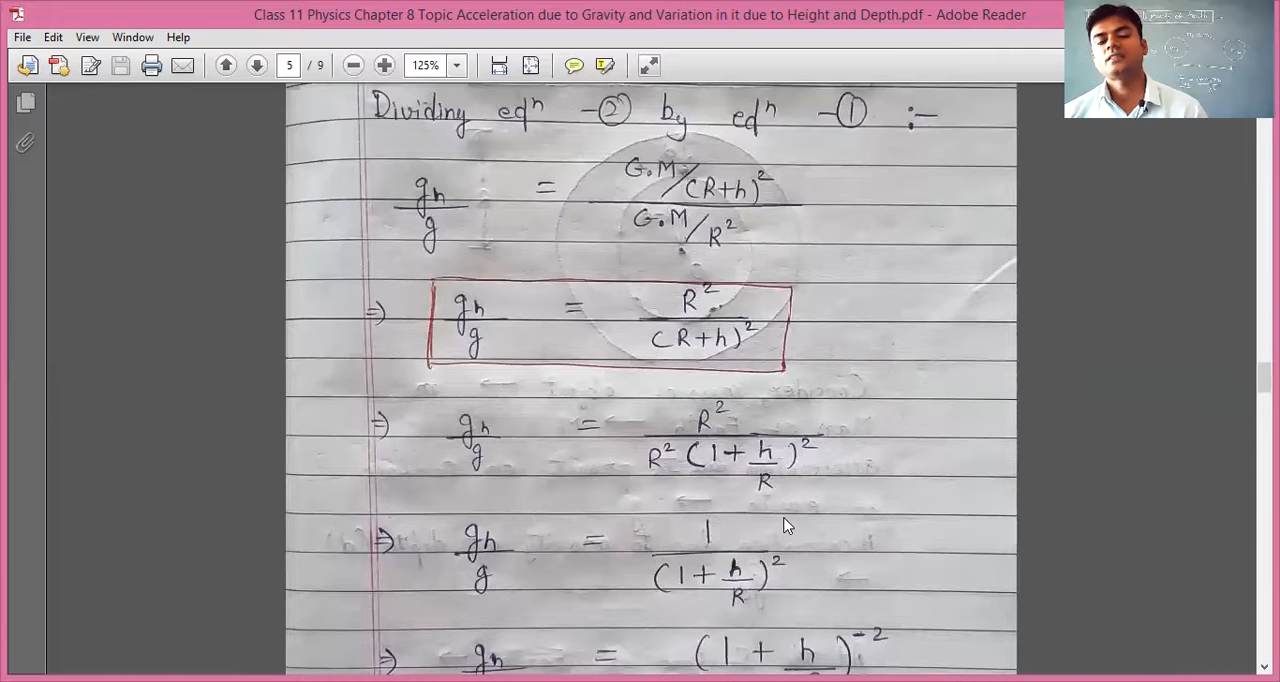 Class 11 Physics Chapter 8 Topic Acceleration due to Gravity and Variation in it due to Height and Depth.pdf - Adobe Reader
File Edit View Window Help
5 / 9 125%
Dividing eqⁿ -② by eqⁿ -① :-
gₕ/g = G.M/(R+h)² / G.M/R²
⇒ gₕ/g = R²/(R+h)²
⇒ gₕ/g = R²/R²(1+h/R)²
⇒ gₕ/g = 1/(1+h/R)²
⇒ gₕ = (1+h)⁻²